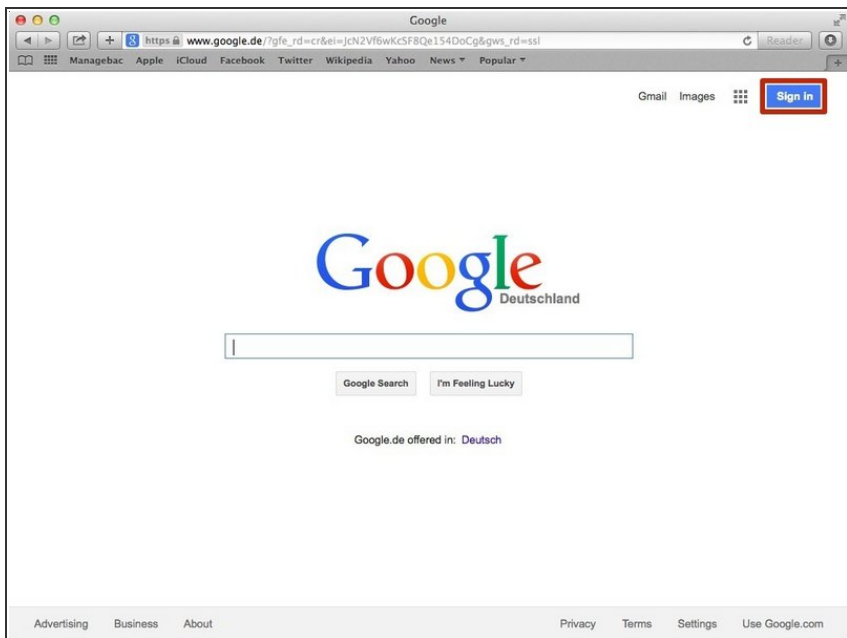 Google
https www.google.de/?gfe_rd=cr&ei=JcN2Vf6wKcSF8Qe154DoCg&gws_rd=ssl Reader
Managebac Apple iCloud Facebook Twitter Wikipedia Yahoo News Popular
Gmail Images Sign in
Google
Deutschland
Google Search I'm Feeling Lucky
Google.de offered in: Deutsch
Advertising Business About Privacy Terms Settings Use Google.com